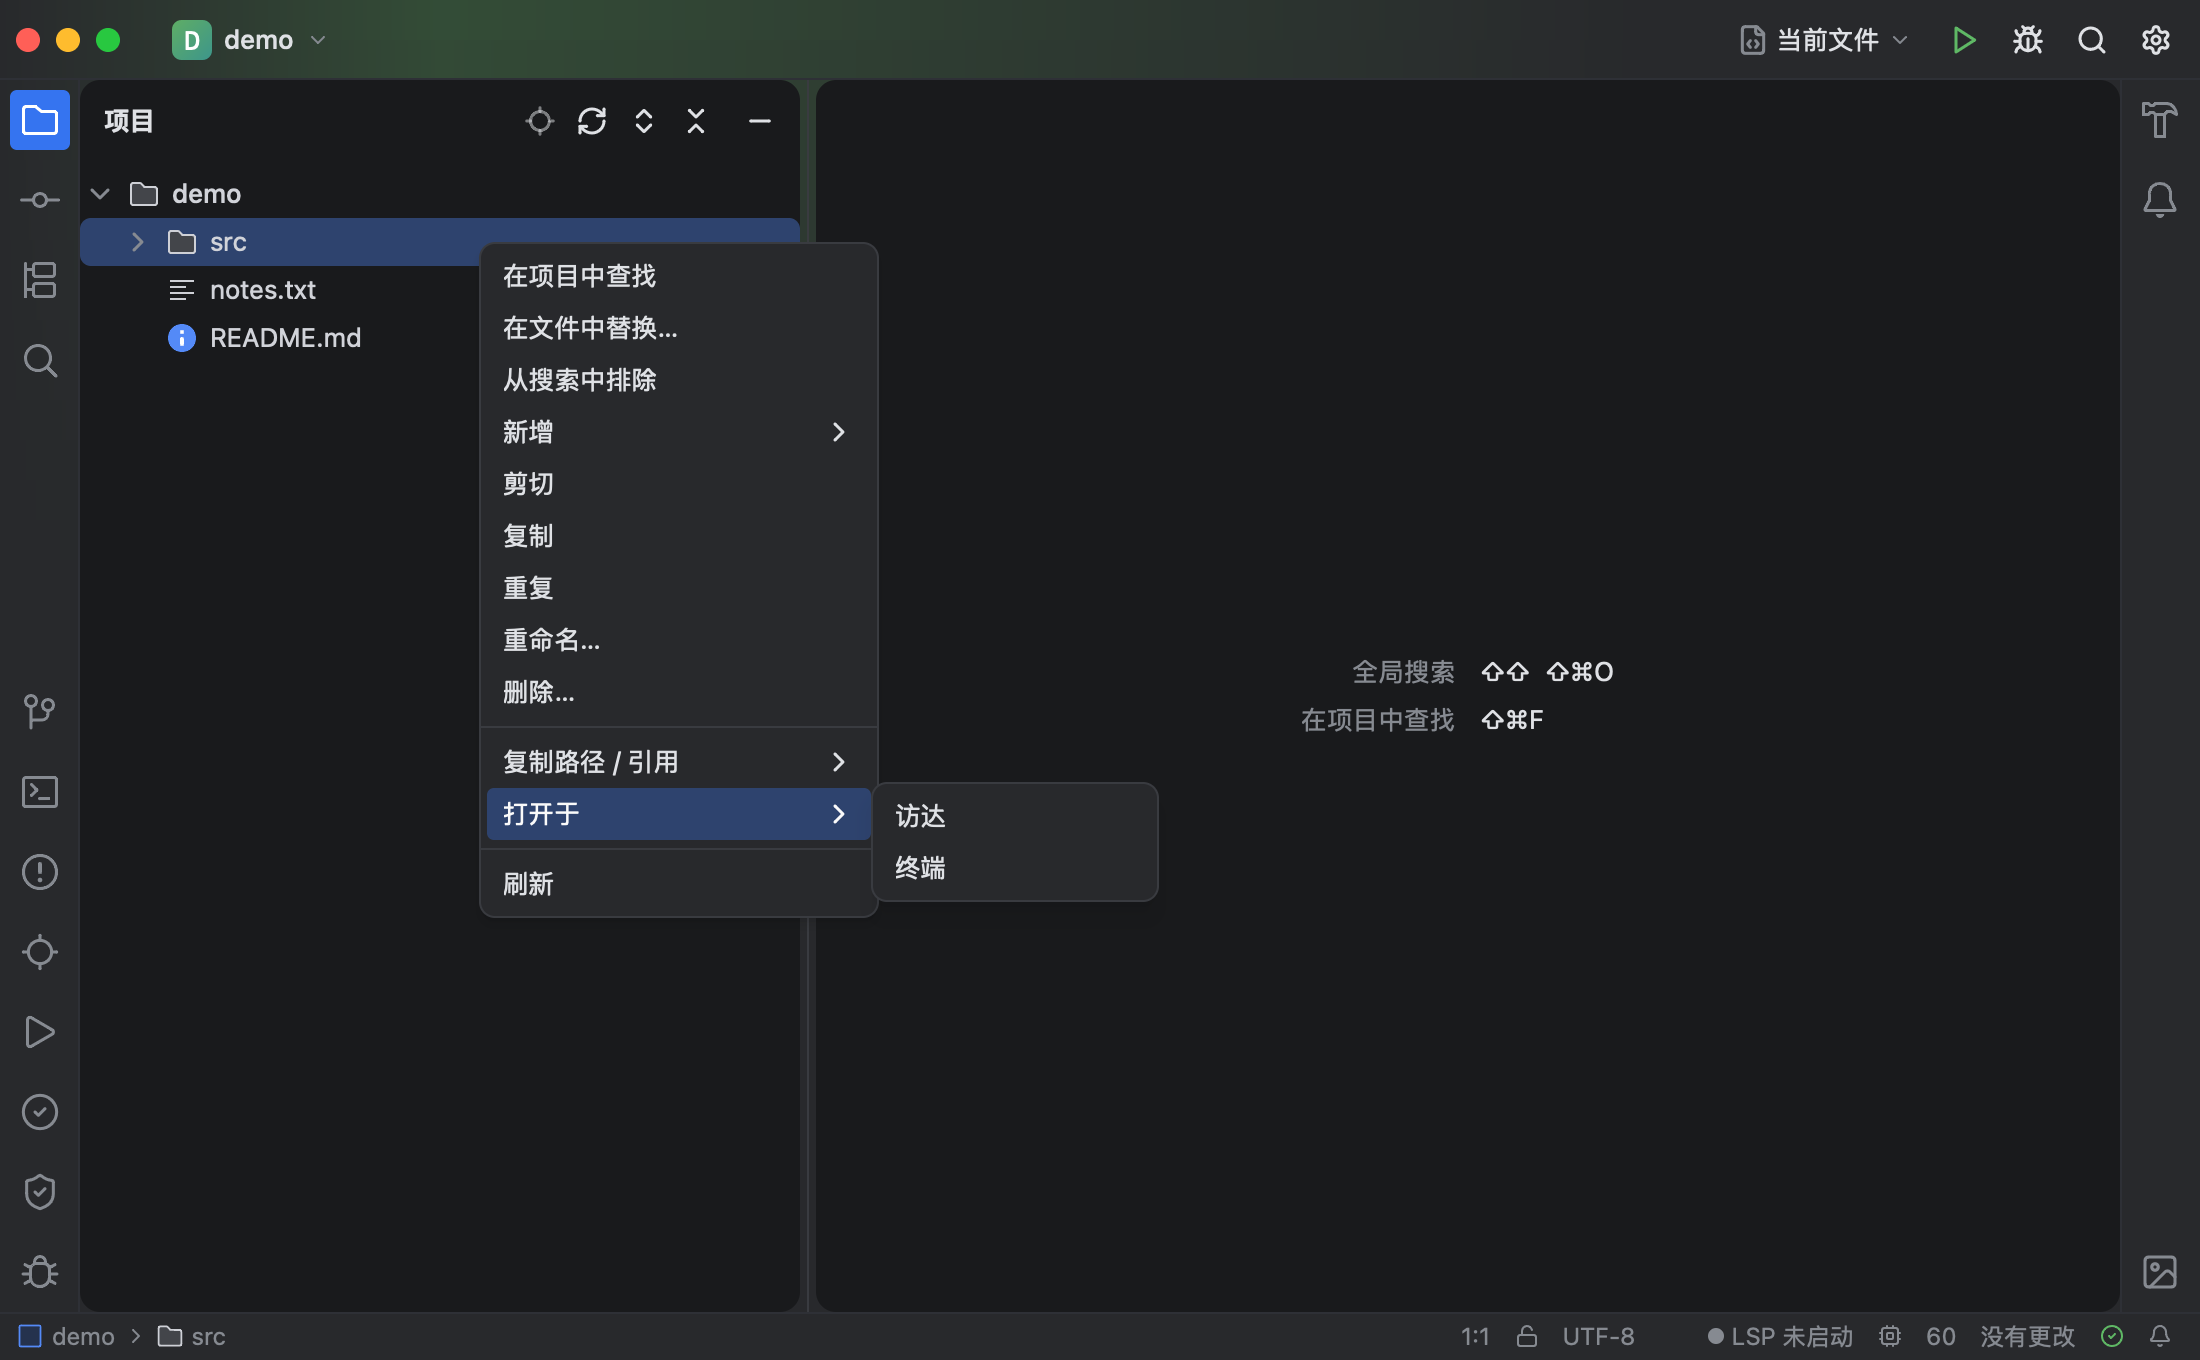 D demo
当前文件
项目
demo
src
notes.txt
README.md
在项目中查找
在文件中替换...
从搜索中排除
新增
剪切
复制
重复
重命名...
删除...
复制路径 / 引用
打开于
刷新
访达
终端
全局搜索 ⇧⇧ ⇧⌘O
在项目中查找 ⇧⌘F
demo src
1:1 UTF-8 LSP 未启动 60 没有更改